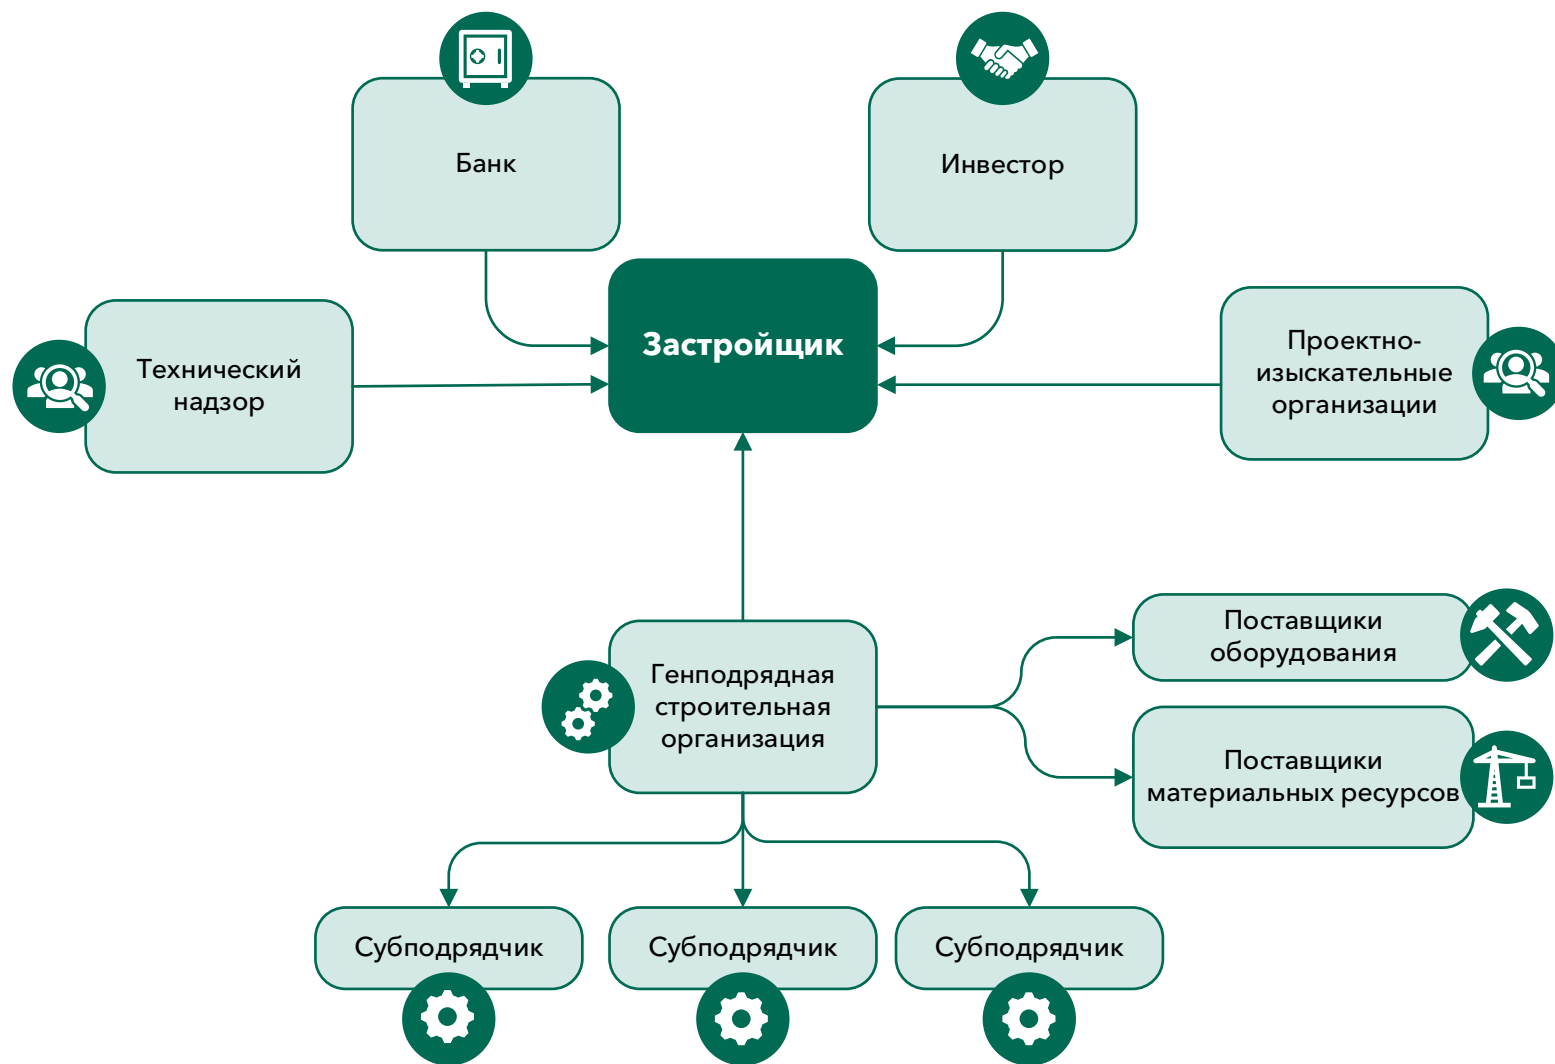 Банк
Инвестор
Застройщик
Технический
надзор
Проектно-
изыскательные
организации
Генподрядная
строительная
организация
Поставщики
оборудования
Поставщики
материальных ресурсов
Субподрядчик
Субподрядчик
Субподрядчик